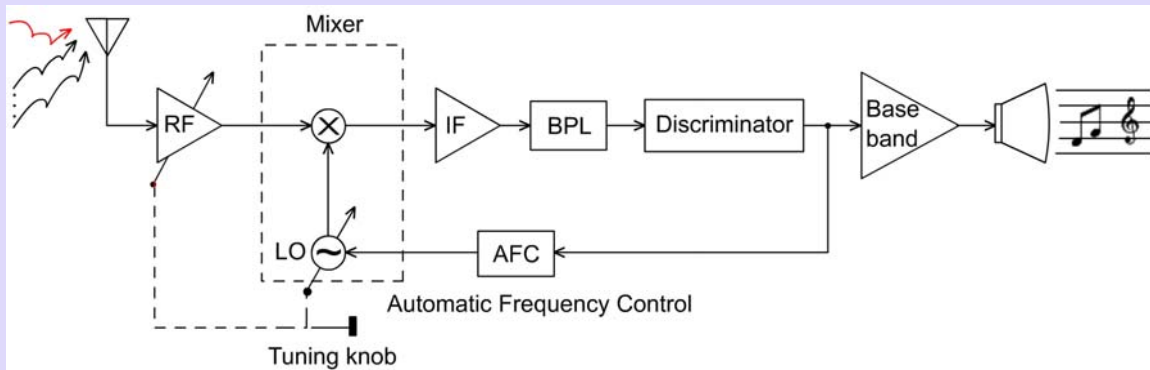 Mixer
RF
IF
BPL
Discriminator
Base
band
LO
AFC
Automatic Frequency Control
Tuning knob